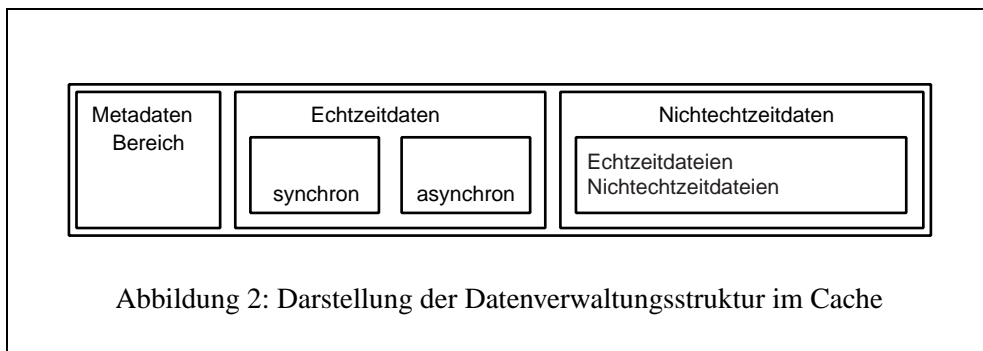 Metadaten
Bereich
Echtzeitdaten
synchron
asynchron
Nichtechtzeitdaten
Echtzeitdateien
Nichtechtzeitdateien
Abbildung 2: Darstellung der Datenverwaltungsstruktur im Cache